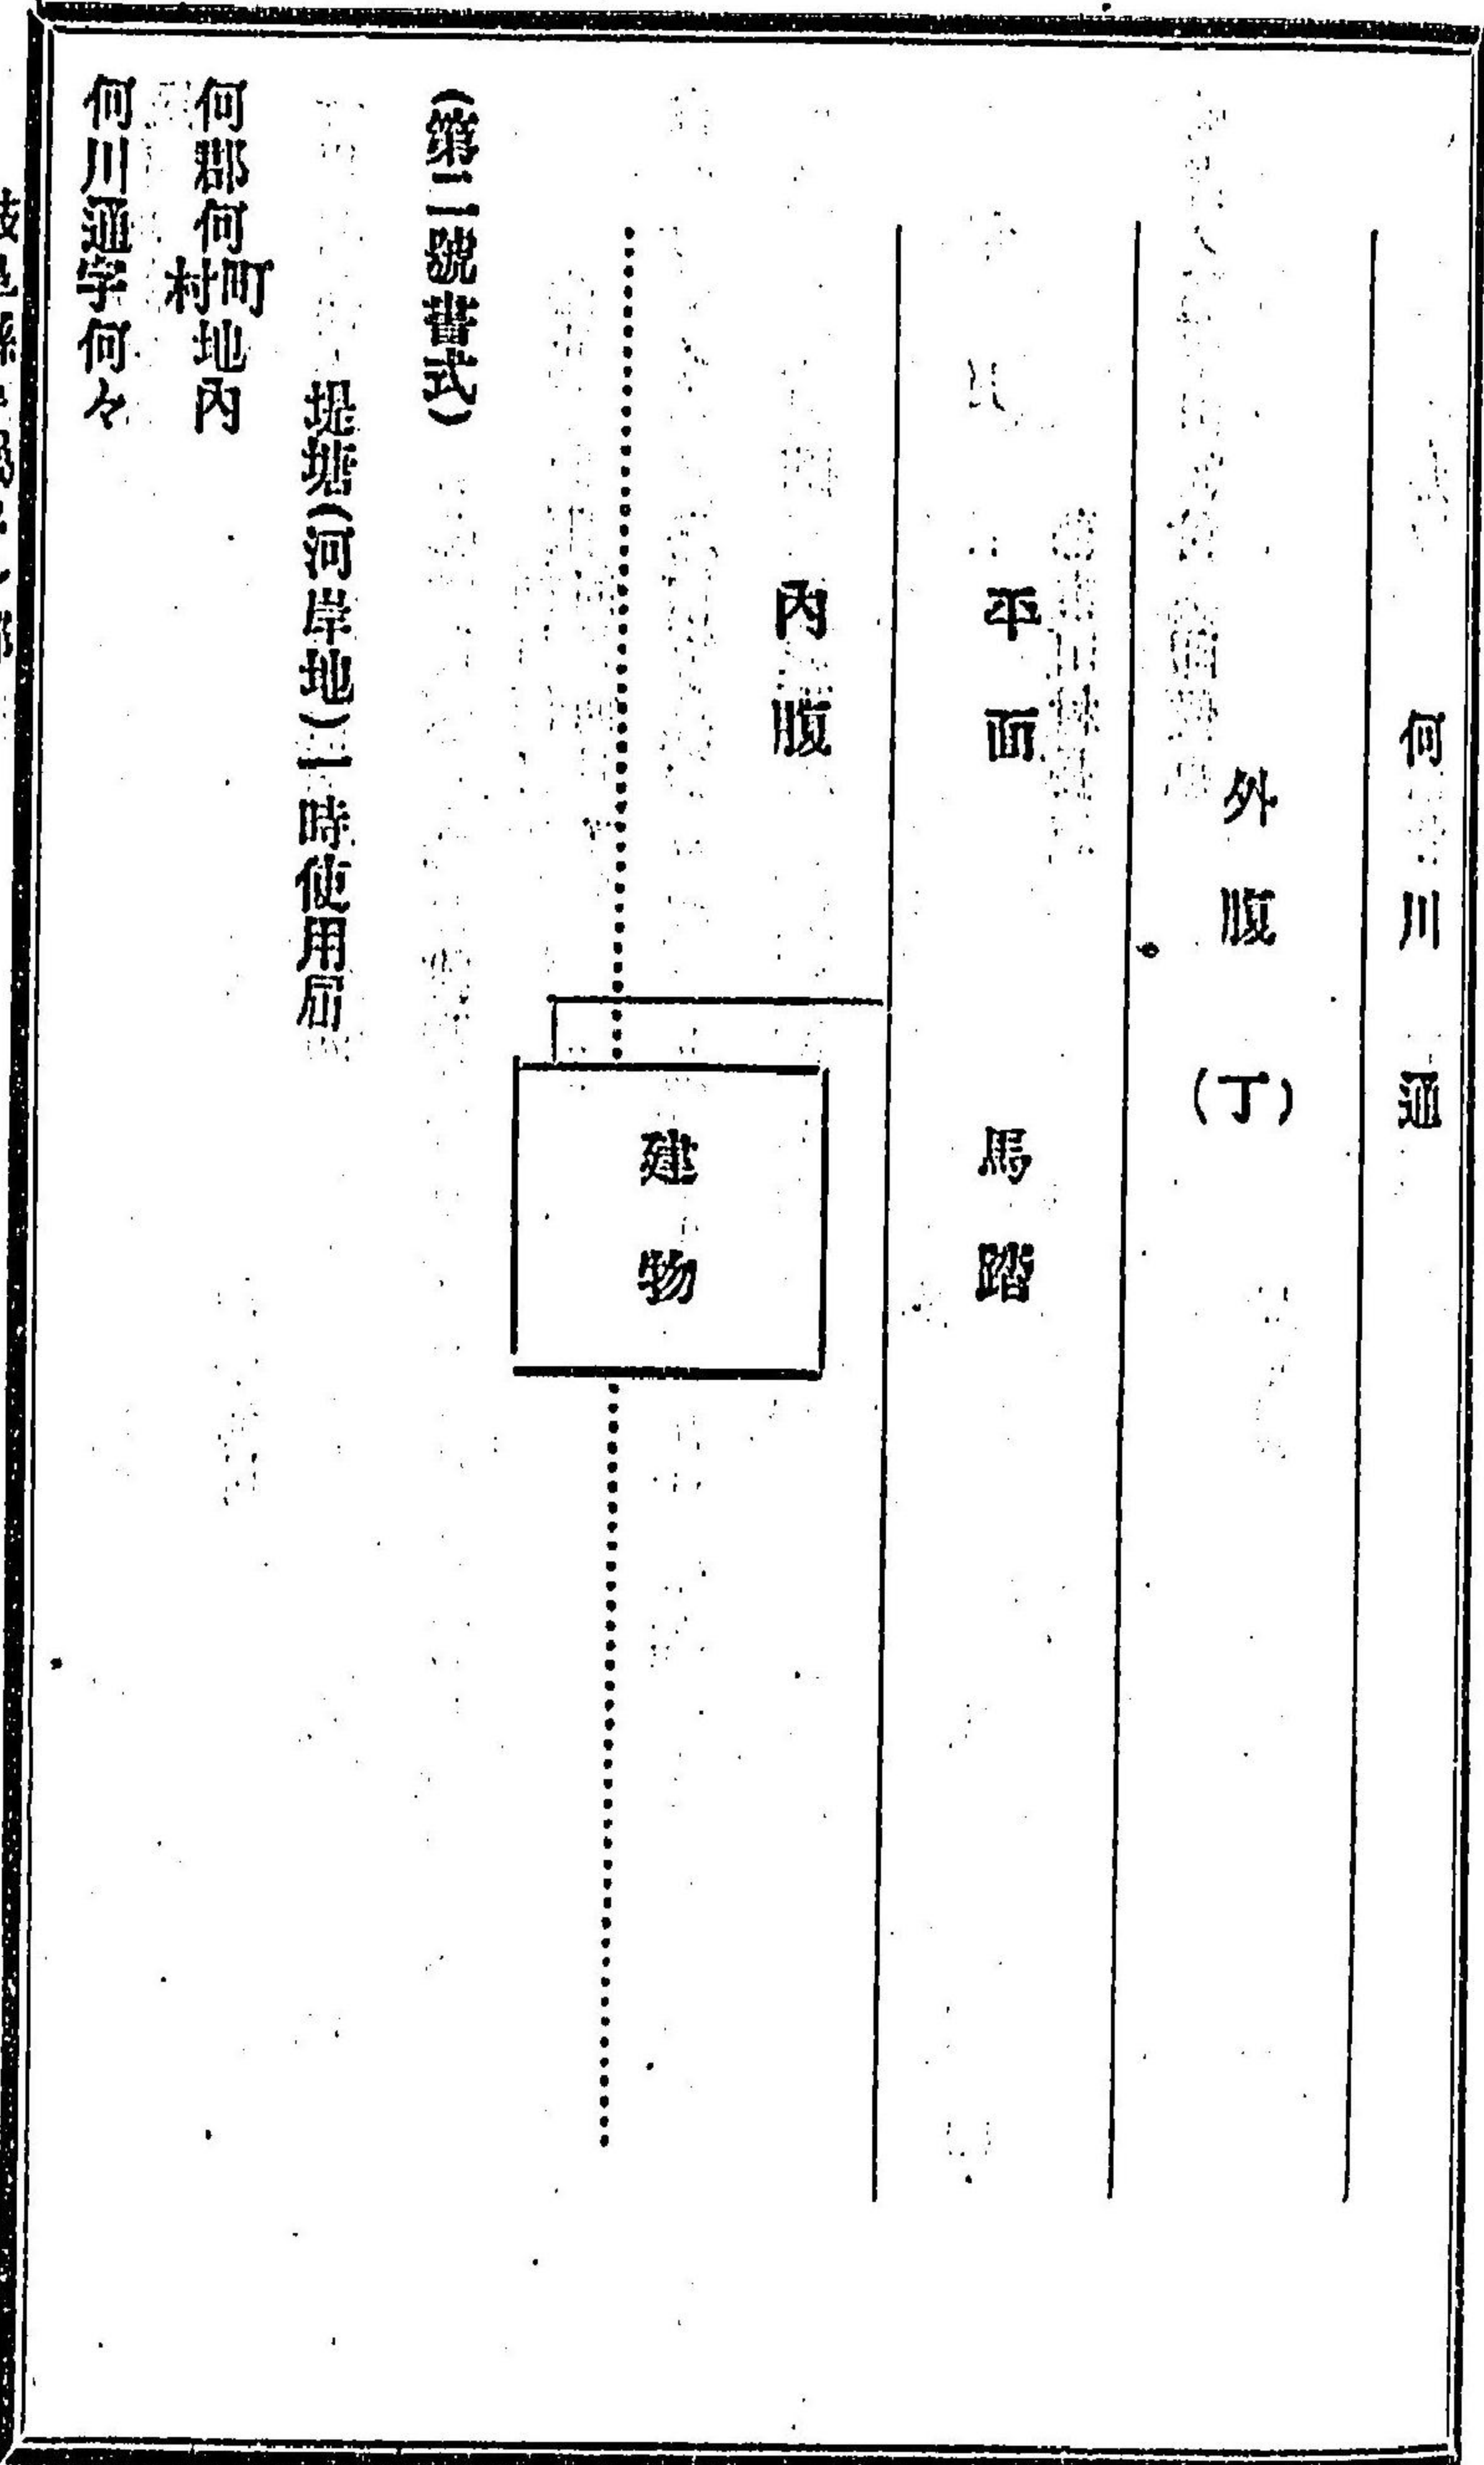 何川通
外腹
(丁)
平面 馬踏
內腹
建物
(第二號書式)
堤塘(河岸地)一時使用屆
何郡何町村地內
何川通字何々